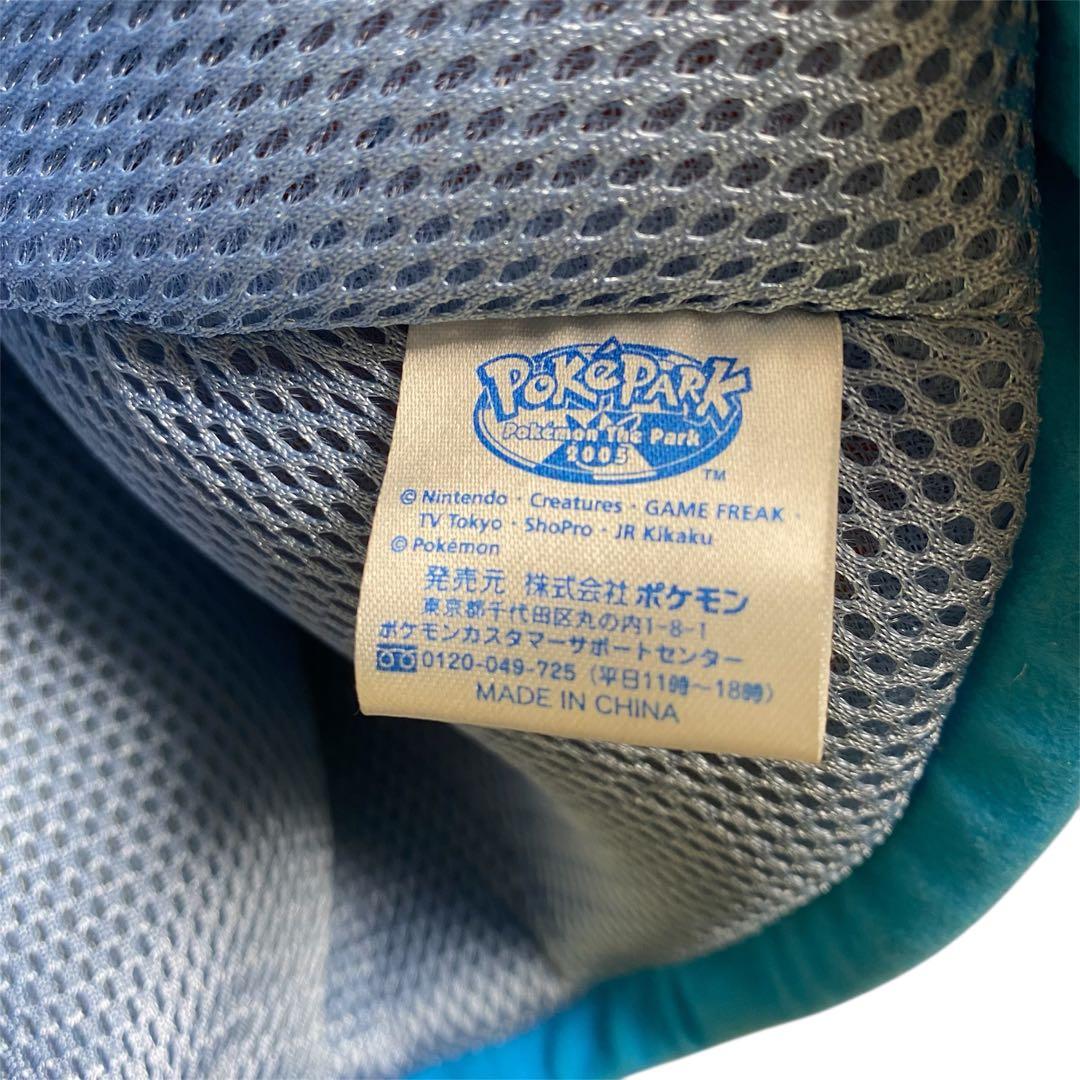 POKéPARK
Pokémon The Park
2005
TM
© Nintendo · Creatures · GAME FREAK ·
TV Tokyo · ShoPro · JR Kikaku
© Pokémon
発売元 株式会社 ポケモン
東京都千代田区丸の内1-8-1
ポケモンカスタマーサポートセンター
0120-049-725 (平日11時～18時)
MADE IN CHINA